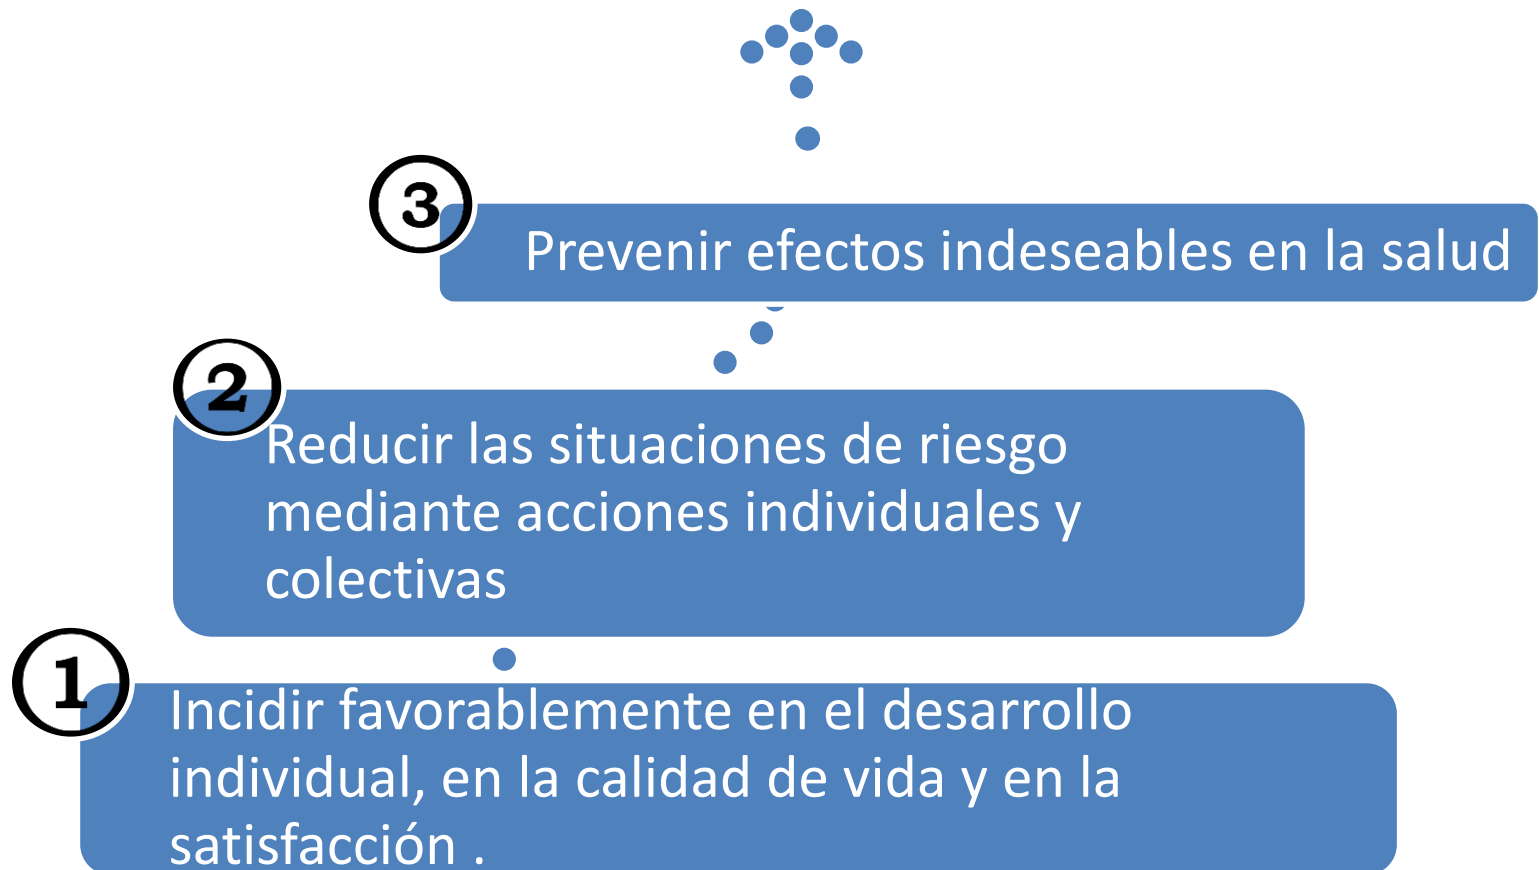 3
Prevenir efectos indeseables en la salud
2
Reducir las situaciones de riesgo
mediante acciones individuales y
colectivas
1
Incidir favorablemente en el desarrollo
individual, en la calidad de vida y en la
satisfacción .